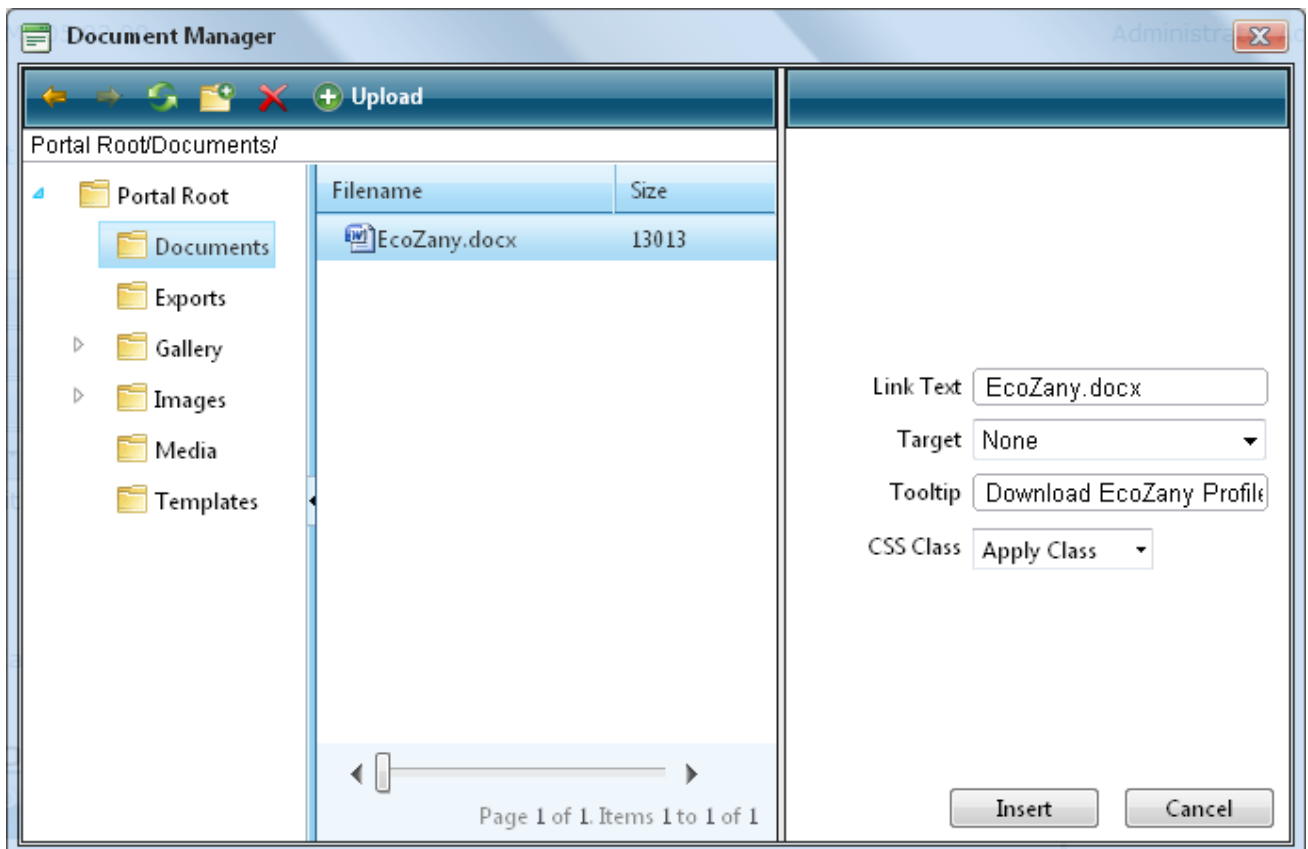 Document Manager
Administra
Upload
Portal Root/Documents/
Portal Root
Documents
Exports
Gallery
Images
Media
Templates
Filename Size
EcoZany.docx 13013
Page 1 of 1. Items 1 to 1 of 1
Link Text EcoZany.docx
Target None
Tooltip Download EcoZany Profile
CSS Class Apply Class
Insert Cancel